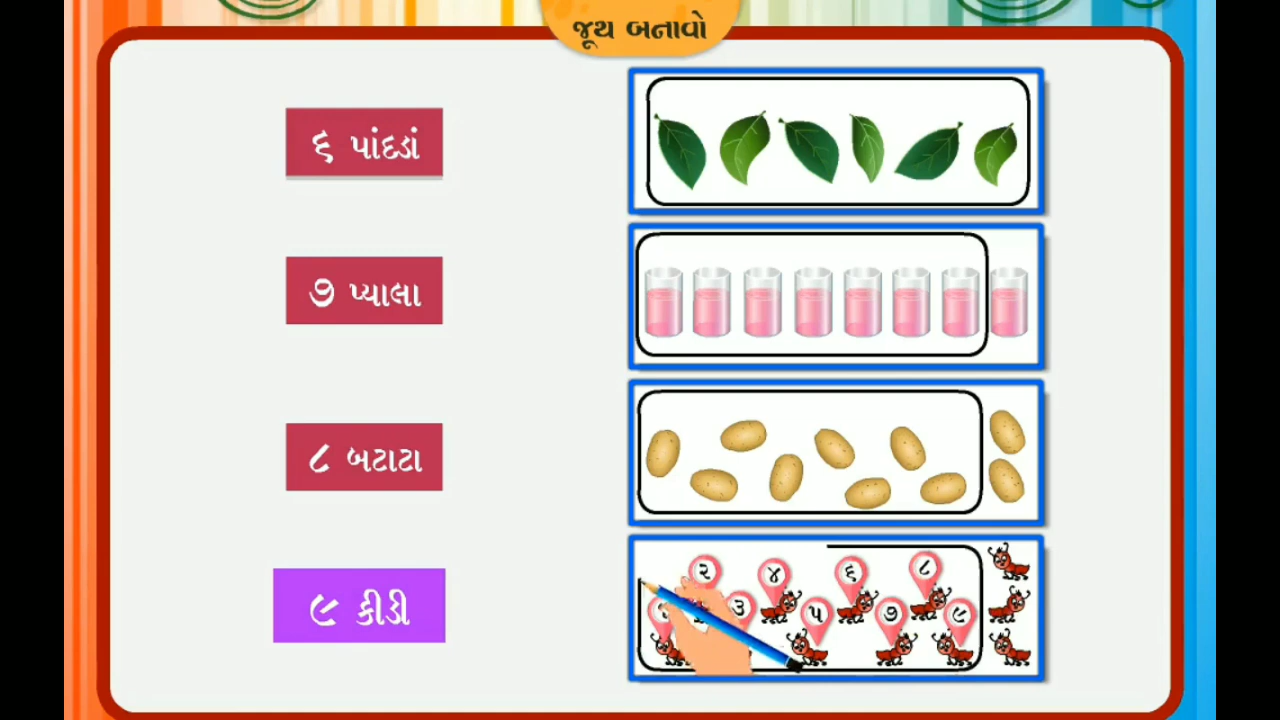 જૂથ બનાવો
૬ પાંદડાં
૭ પ્યાલા
૮ બટાટા
૯ કીડી
૨ ૪ ૬ ૮
૩ ૫ ૭ ૯